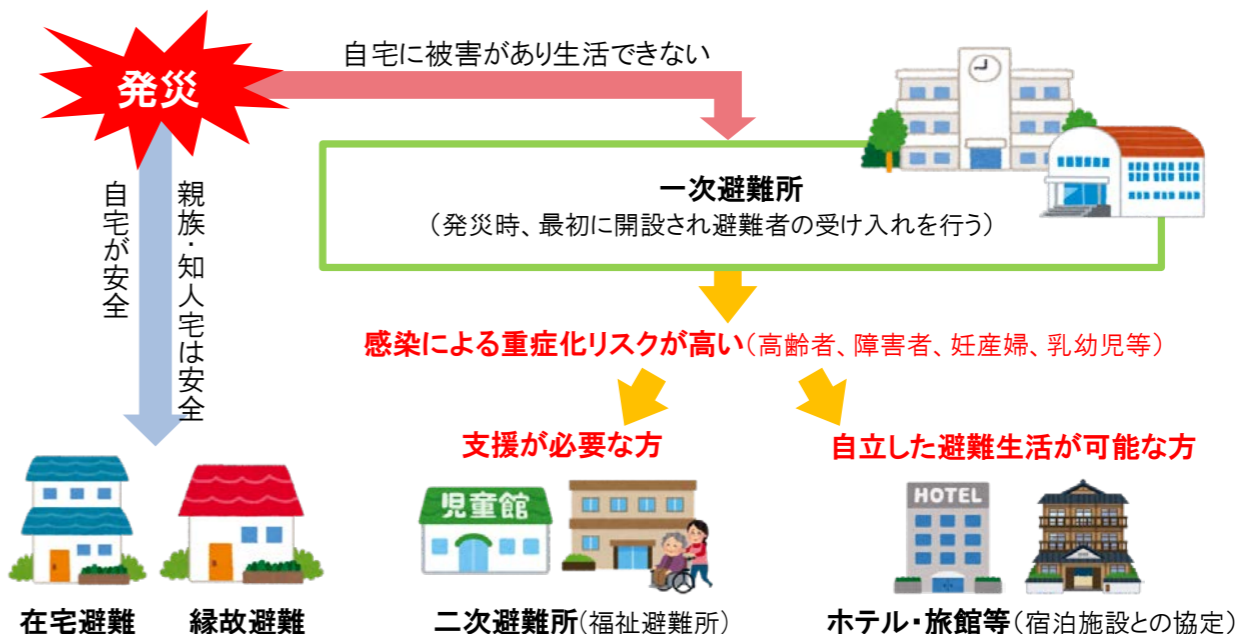 発災
自宅に被害があり生活できない
一次避難所
（発災時、最初に開設され避難者の受け入れを行う）
親族・知人宅は安全
自宅が安全
感染による重症化リスクが高い（高齢者、障害者、妊産婦、乳幼児等）
支援が必要な方
自立した避難生活が可能な方
児童館
HOTEL
在宅避難
縁故避難
二次避難所（福祉避難所）
ホテル・旅館等（宿泊施設との協定）